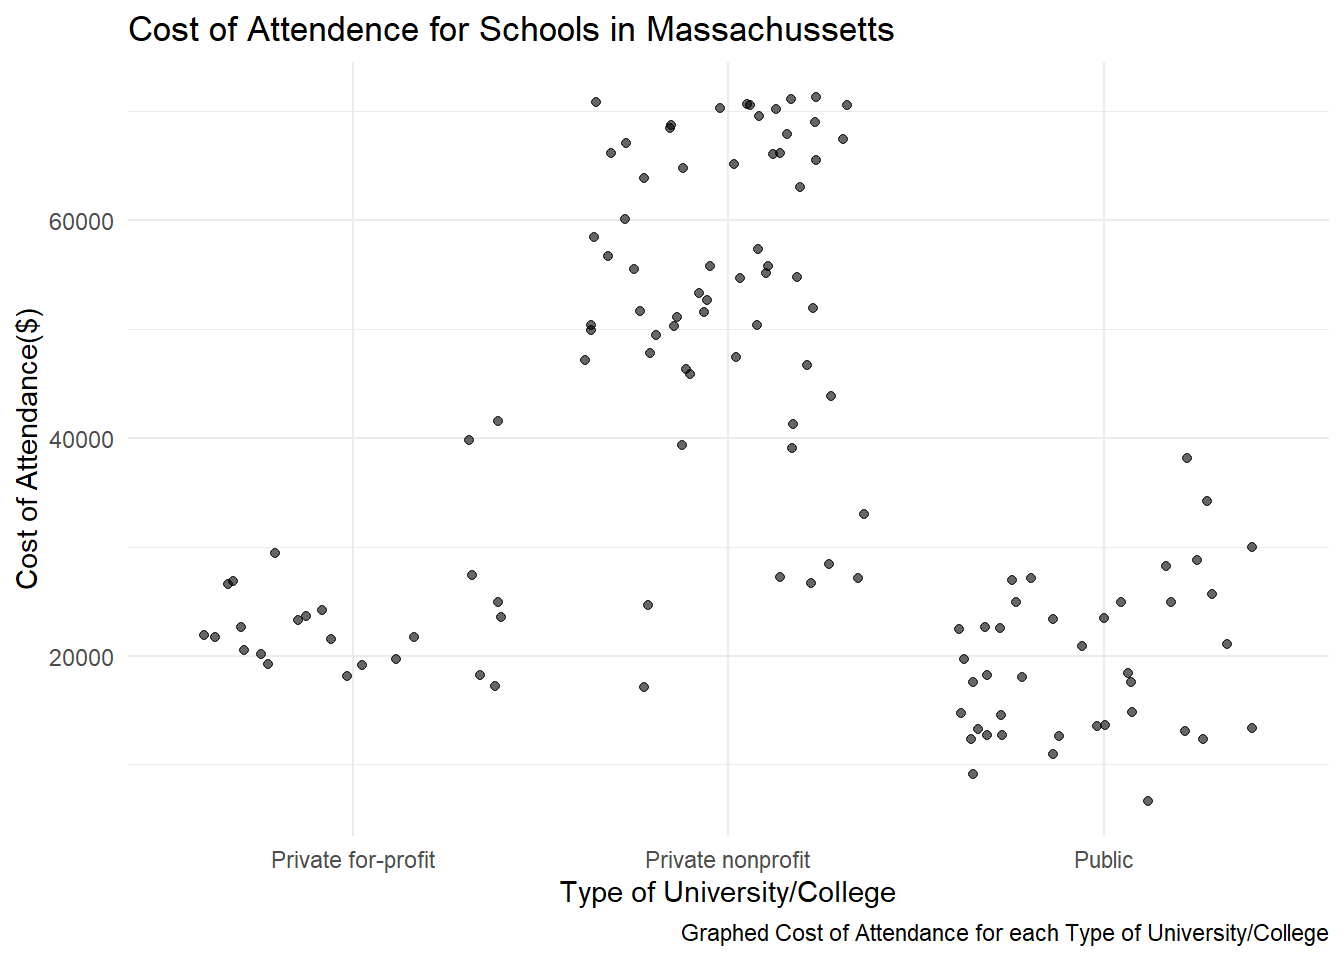 Cost of Attendence for Schools in Massachussetts
Cost of Attendance($)
60000
40000
20000
Private for-profit
Private nonprofit
Public
Type of University/College
Graphed Cost of Attendance for each Type of University/College